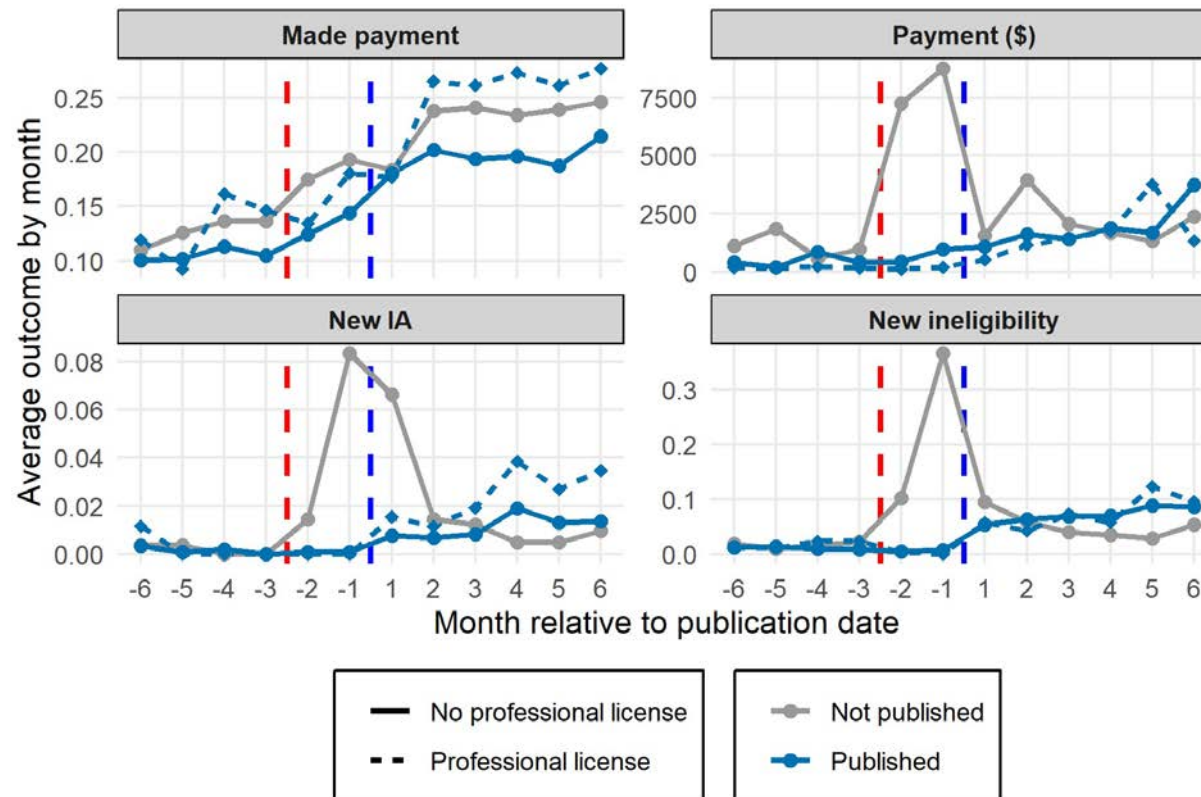 Made payment
Payment ($)
Average outcome by month
0.25
0.20
0.15
0.10
7500
5000
2500
0
New IA
New ineligibility
0.08
0.06
0.04
0.02
0.00
0.3
0.2
0.1
0.0
-6 -5 -4 -3 -2 -1 1 2 3 4 5 6
-6 -5 -4 -3 -2 -1 1 2 3 4 5 6
Month relative to publication date
No professional license
Professional license
Not published
Published